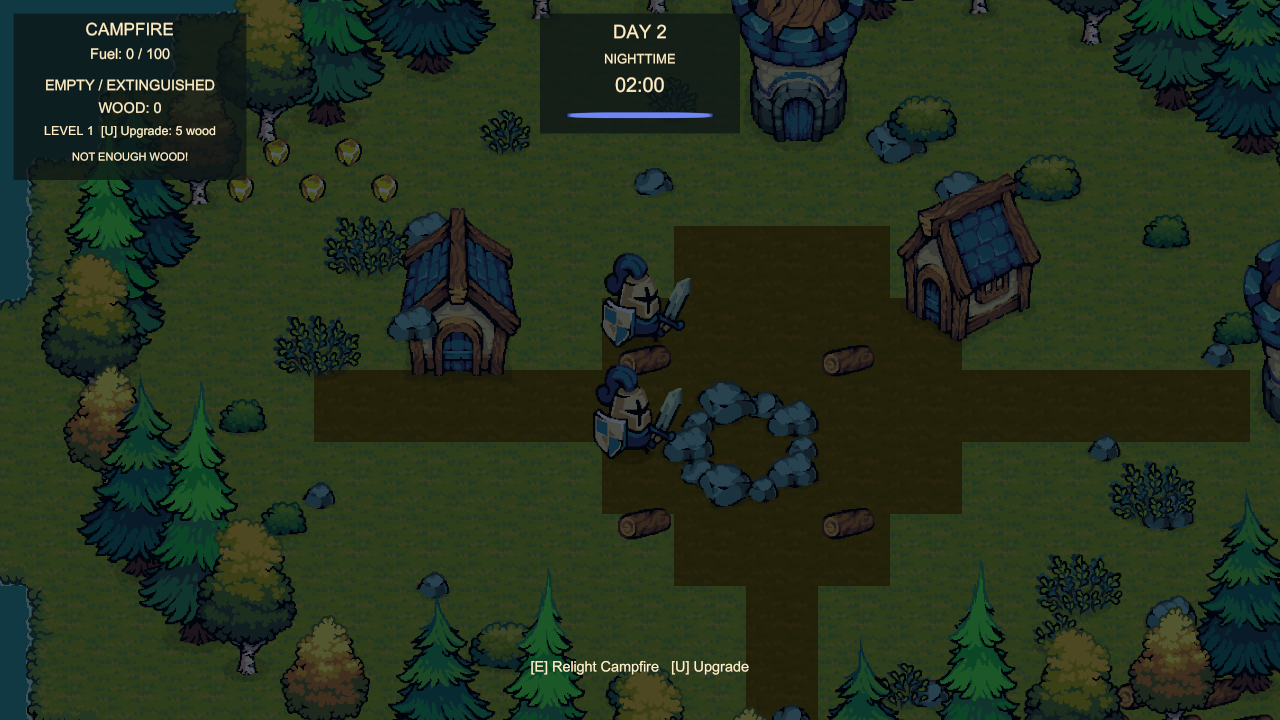 CAMPFIRE
Fuel: 0 / 100
EMPTY / EXTINGUISHED
WOOD: 0
LEVEL 1  [U] Upgrade: 5 wood
NOT ENOUGH WOOD!
DAY 2
NIGHTTIME
02:00
[E] Relight Campfire   [U] Upgrade